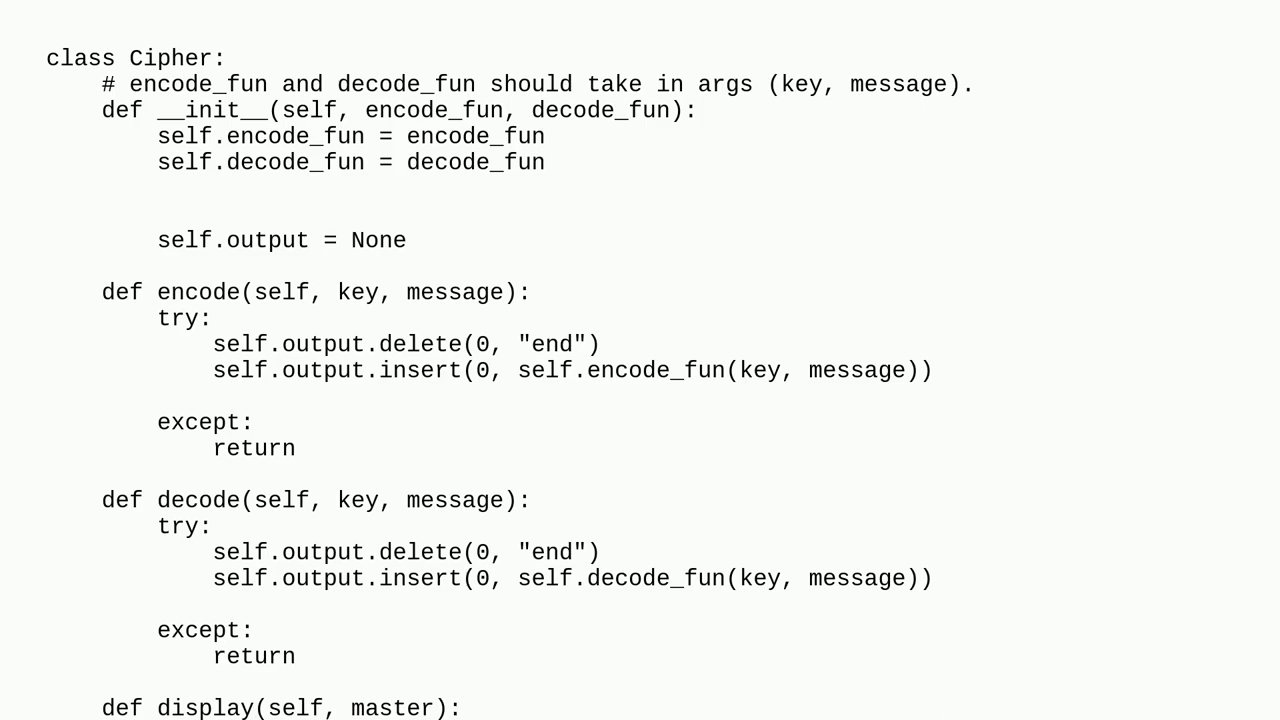 class Cipher:
    # encode_fun and decode_fun should take in args (key, message).
    def __init__(self, encode_fun, decode_fun):
        self.encode_fun = encode_fun
        self.decode_fun = decode_fun
        self.output = None
    def encode(self, key, message):
        try:
            self.output.delete(0, "end")
            self.output.insert(0, self.encode_fun(key, message))
        except:
            return
    def decode(self, key, message):
        try:
            self.output.delete(0, "end")
            self.output.insert(0, self.decode_fun(key, message))
        except:
            return
    def display(self, master):